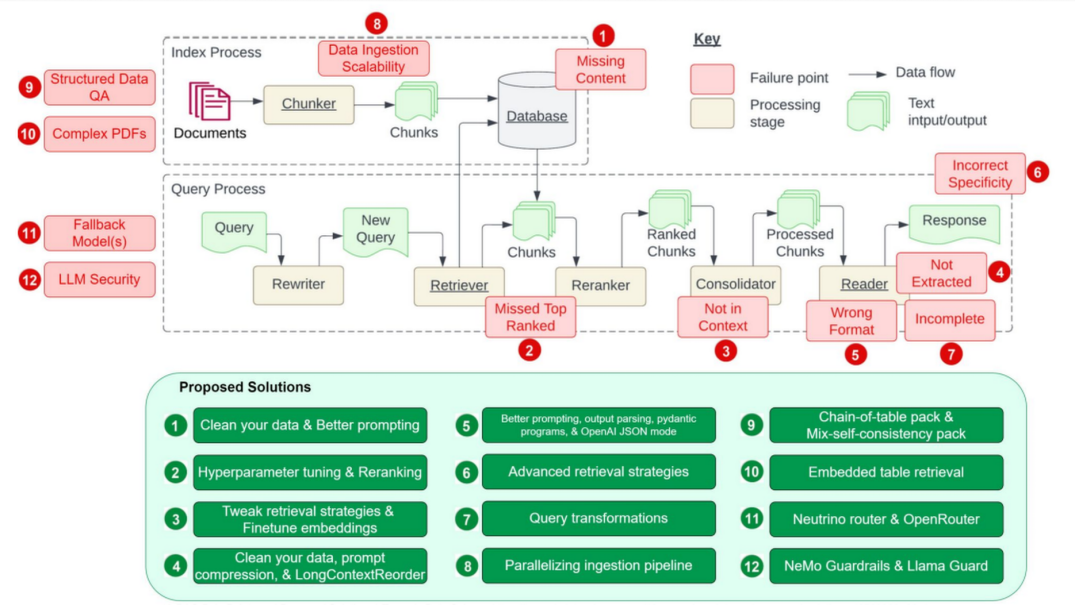 8
1
Index Process
Data Ingestion
Scalability
Missing
Content
Key
9
Structured Data
QA
Failure point
Data flow
Chunker
Documents
Chunks
Database
Processing
stage
Text
intput/output
10
Complex PDFs
Incorrect
Specificity
6
Query Process
11
Fallback
Model(s)
Query
New
Query
Chunks
Ranked
Chunks
Processed
Chunks
Response
12
LLM Security
Rewriter
Retriever
Reranker
Consolidator
Reader
Not
Extracted
4
Missed Top
Ranked
Not in
Context
Wrong
Format
Incomplete
2
3
5
7
Proposed Solutions
1
Clean your data & Better prompting
2
Hyperparameter tuning & Reranking
3
Tweak retrieval strategies &
Finetune embeddings
4
Clean your data, prompt
compression, & LongContextReorder
5
Better prompting, output parsing, pydantic
programs, & OpenAI JSON mode
6
Advanced retrieval strategies
7
Query transformations
8
Parallelizing ingestion pipeline
9
Chain-of-table pack &
Mix-self-consistency pack
10
Embedded table retrieval
11
Neutrino router & OpenRouter
12
NeMo Guardrails & Llama Guard